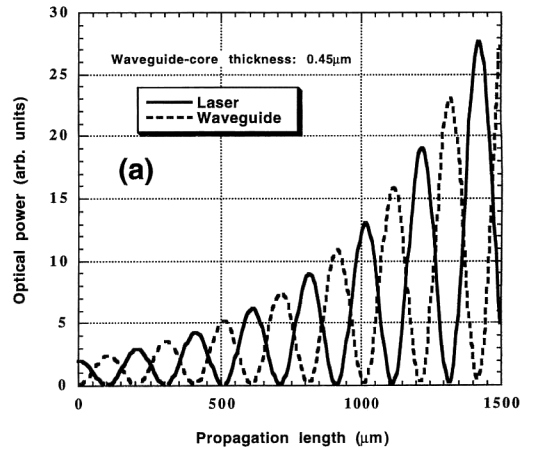 30
25
20
15
10
5
0
Optical power (arb. units)
Waveguide-core thickness: 0.45μm
Laser
Waveguide
(a)
0 500 1000 1500
Propagation length (μm)